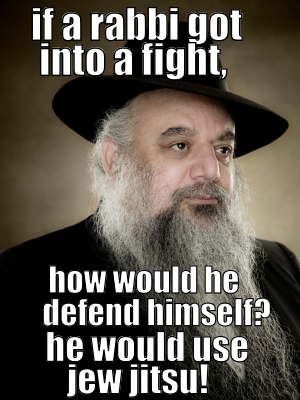 if a rabbi got
into a fight,
how would he
defend himself?
he would use
jew jitsu!